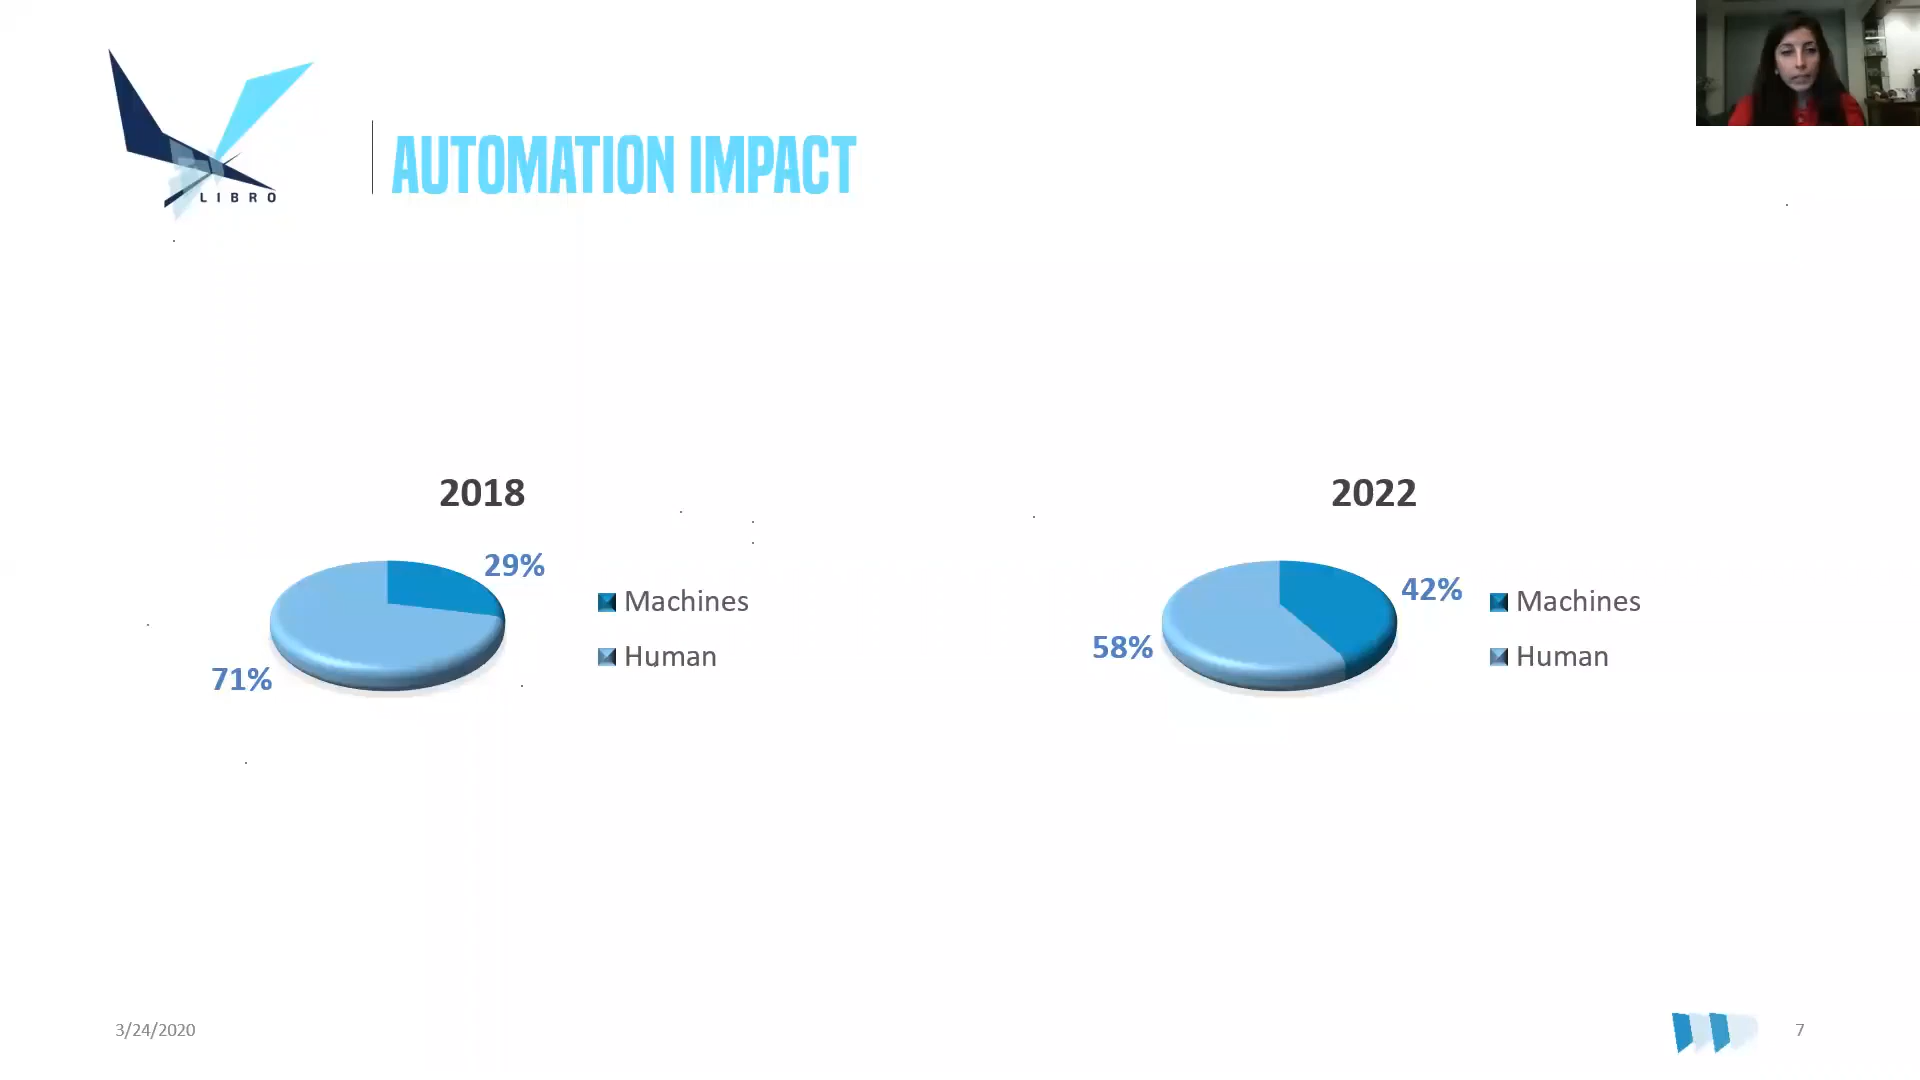 LIBRO
AUTOMATION IMPACT
2018
29%
71%
Machines
Human
2022
42%
58%
Machines
Human
3/24/2020
7